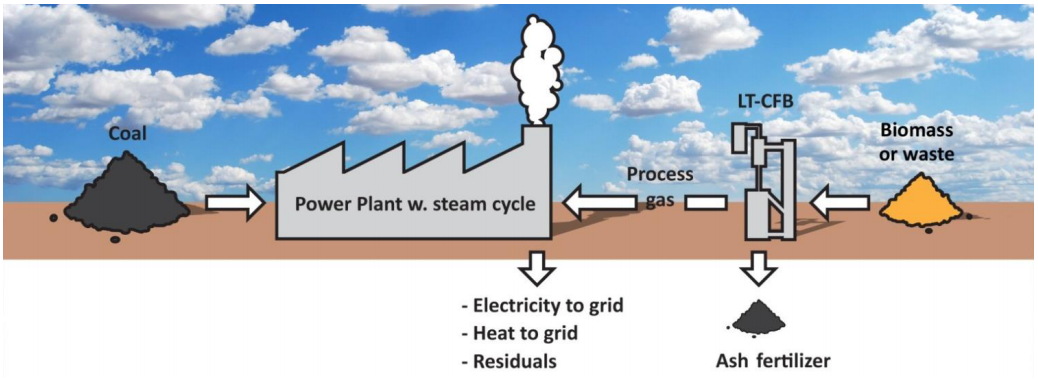 Coal
Power Plant w. steam cycle
Process
gas
LT-CFB
Biomass
or waste
- Electricity to grid
- Heat to grid
- Residuals
Ash fertilizer